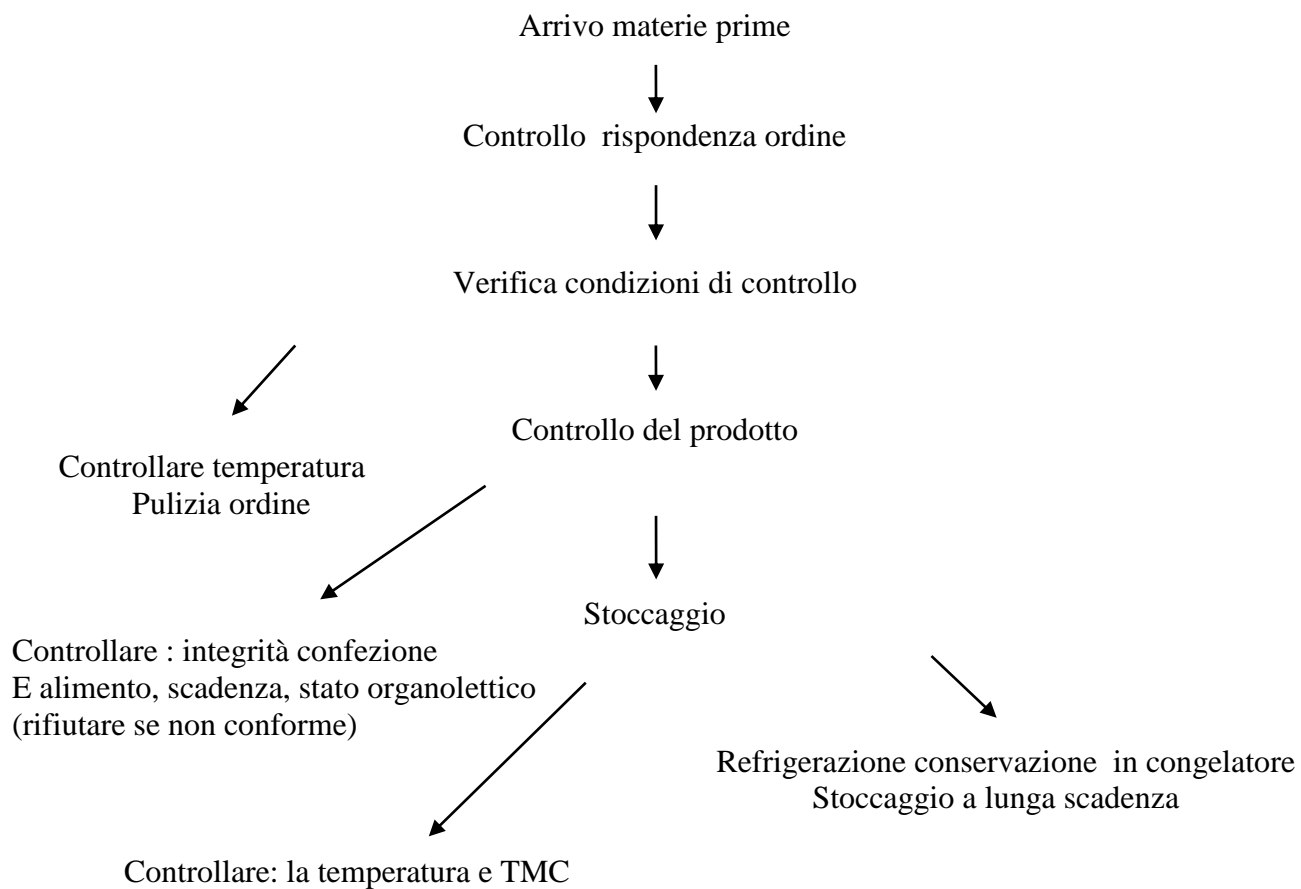 Arrivo materie prime
Controllo rispondenza ordine
Verifica condizioni di controllo
Controllo del prodotto
Controllare temperatura
Pulizia ordine
Stoccaggio
Controllare : integrità confezione
E alimento, scadenza, stato organolettico
(rifiutare se non conforme)
Refrigerazione conservazione in congelatore
Stoccaggio a lunga scadenza
Controllare: la temperatura e TMC